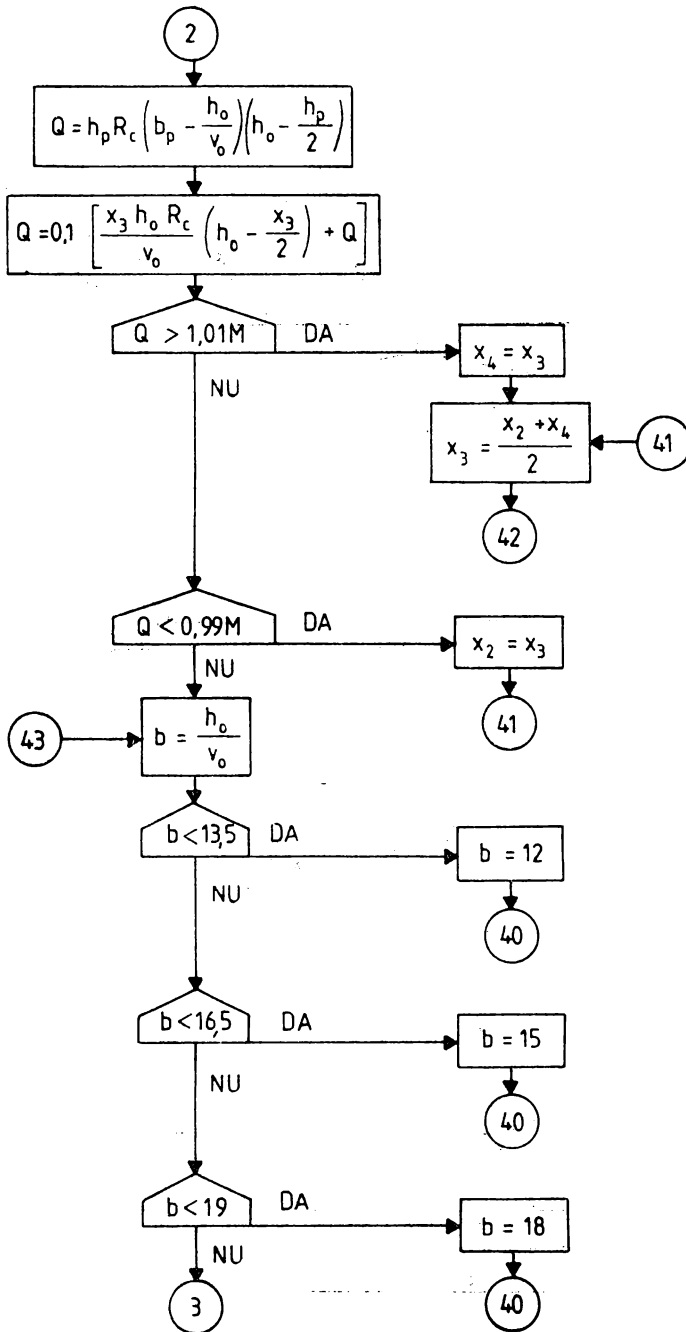 2
Q = h_p R_c ( b_p - h_o / v_o ) ( h_o - h_p / 2 )
Q = 0,1 [ x_3 h_o R_c / v_o ( h_o - x_3 / 2 ) + Q ]
Q > 1,01M DA x_4 = x_3
NU
x_3 = x_2 + x_4 / 2 41
42
Q < 0,99M DA x_2 = x_3
NU
43 b = h_o / v_o 41
b < 13,5 DA b = 12
NU
40
b < 16,5 DA b = 15
NU
40
b < 19 DA b = 18
NU
3 40